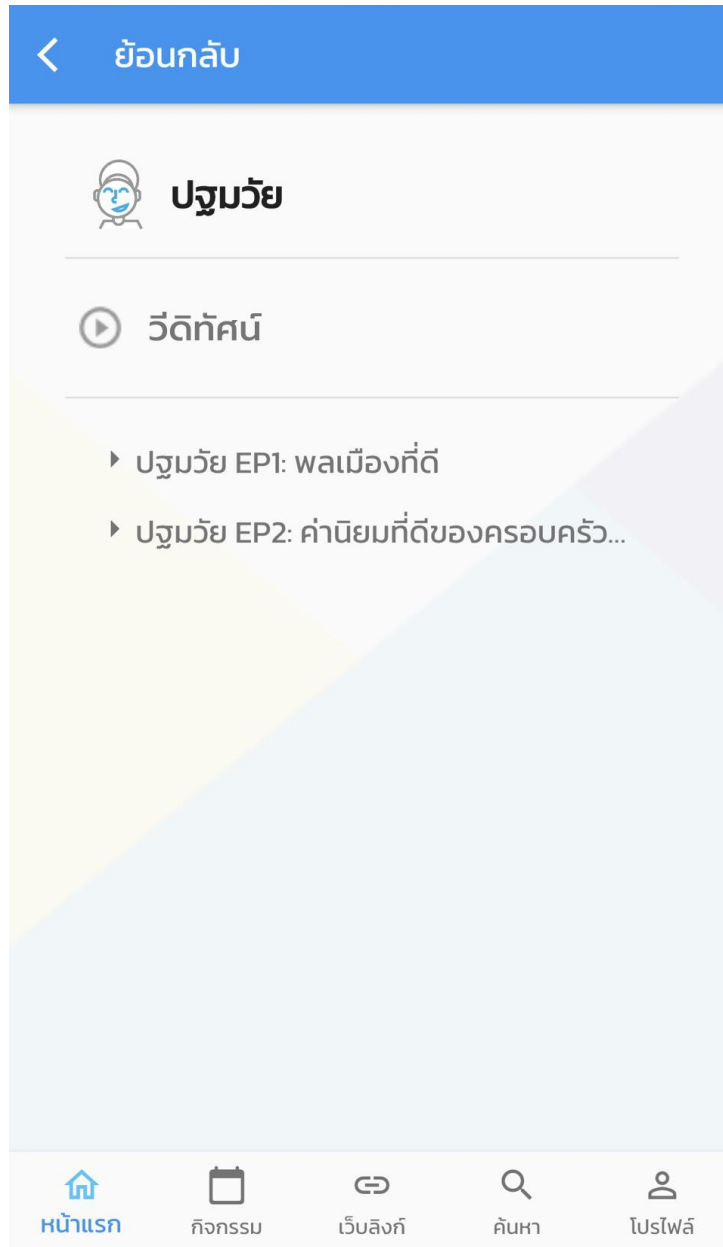 ย้อนกลับ
ปฐมวัย
วีดิทัศน์
ปฐมวัย EP1: พลเมืองที่ดี
ปฐมวัย EP2: ค่านิยมที่ดีของครอบครัว...
หน้าแรก กิจกรรม เว็บลิงก์ ค้นหา โปรไฟล์